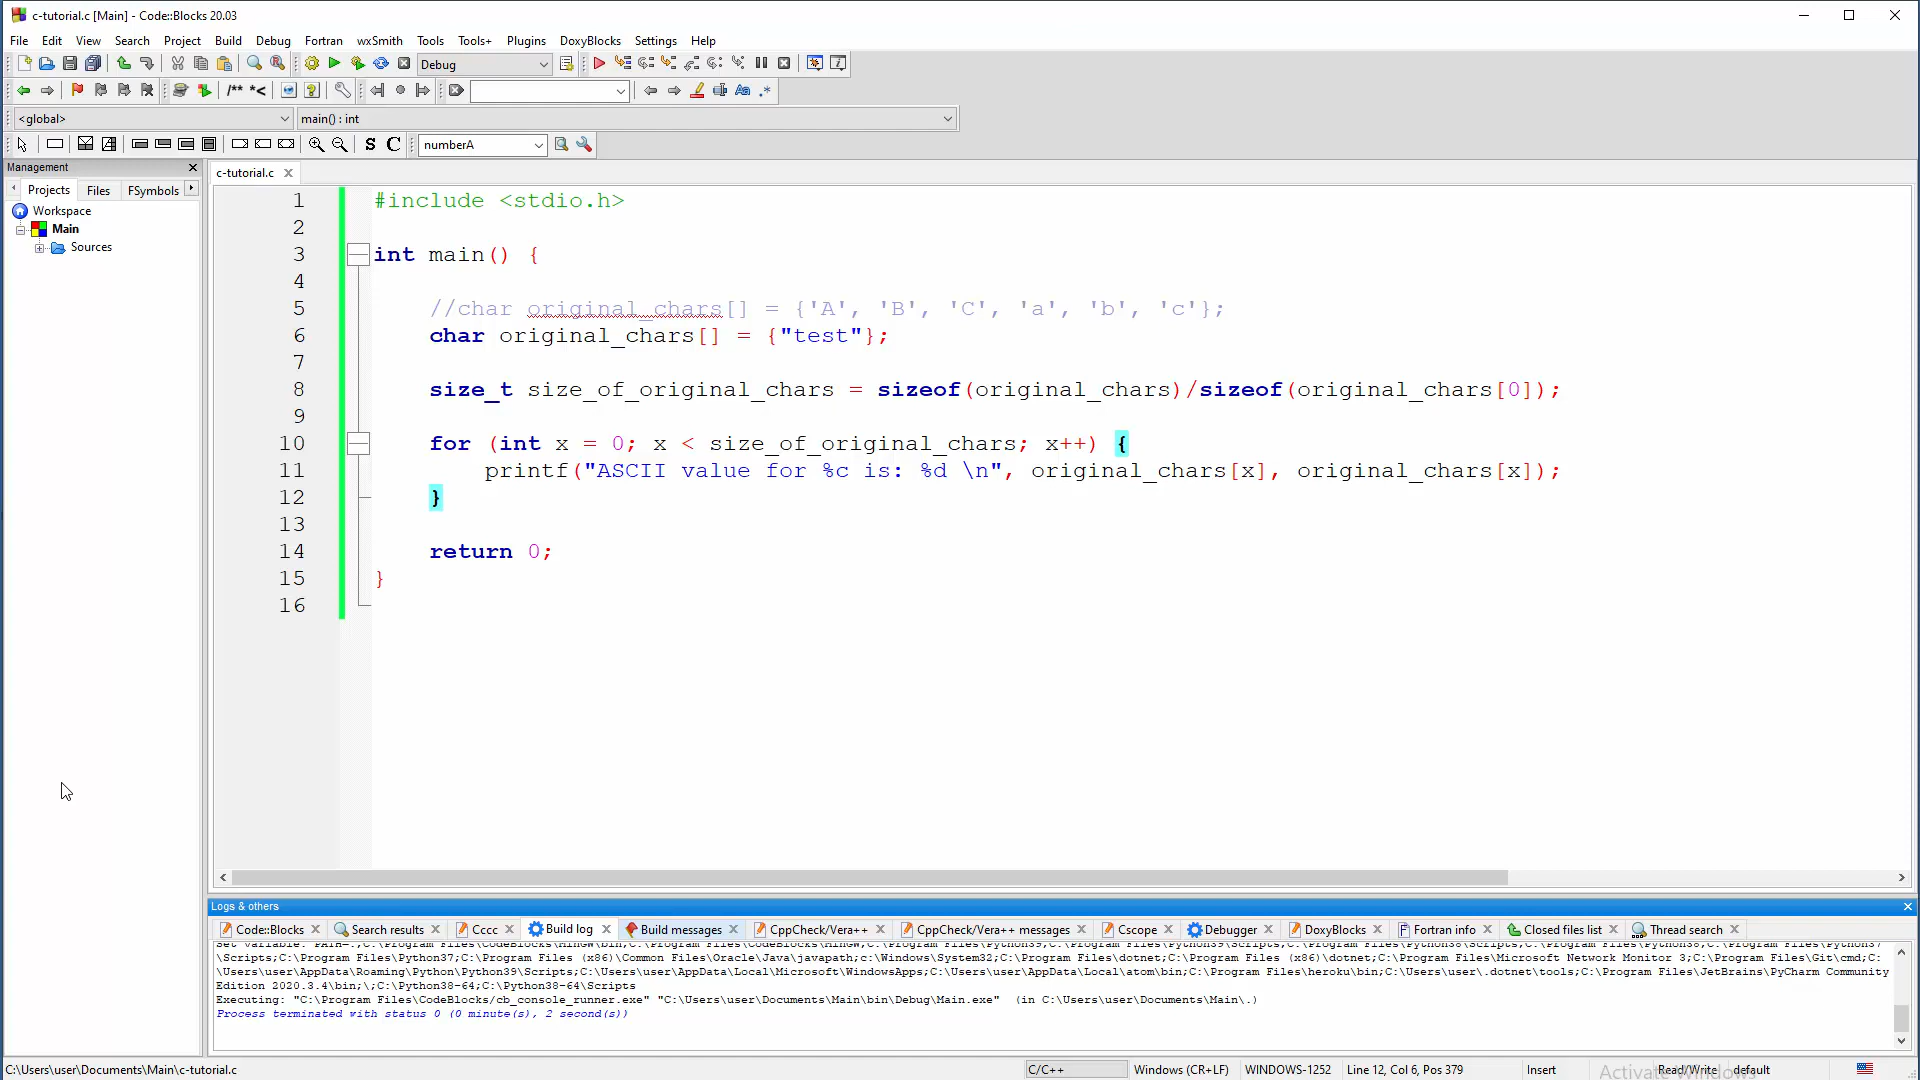 c-tutorial.c [Main] - Code::Blocks 20.03
File Edit View Search Project Build Debug Fortran wxSmith Tools Tools+ Plugins DoxyBlocks Settings Help
Debug
/** *<
<global>
main() : int
S C
numberA
Management
c-tutorial.c
Projects Files FSymbols
Workspace
Main
Sources
1 #include <stdio.h>
2
3 int main() {
4
5 //char original_chars[] = {'A', 'B', 'C', 'a', 'b', 'c'};
6 char original_chars[] = {"test"};
7
8 size_t size_of_original_chars = sizeof(original_chars)/sizeof(original_chars[0]);
9
10 for (int x = 0; x < size_of_original_chars; x++) {
11 printf("ASCII value for %c is: %d \n", original_chars[x], original_chars[x]);
12 }
13
14 return 0;
15 }
16
Logs & others
Code::Blocks Search results Cccc Build log Build messages CppCheck/Vera++ CppCheck/Vera++ messages Cscope Debugger DoxyBlocks Fortran info Closed files list Thread search
\Scripts;C:\Program Files\Python37;C:\Program Files (x86)\Common Files\Oracle\Java\javapath;c:\Windows\System32;C:\Program Files\dotnet;C:\Program Files (x86)\dotnet;C:\Program Files\Microsoft Network Monitor 3;C:\Program Files\Git\cmd;C:
\Users\user\AppData\Roaming\Python\Python39\Scripts;C:\Users\user\AppData\Local\Microsoft\WindowsApps;C:\Users\user\AppData\Local\atom\bin;C:\Program Files\heroku\bin;C:\Users\user\.dotnet\tools;C:\Program Files\JetBrains\PyCharm Community
Edition 2020.3.4\bin;\;C:\Python38-64;C:\Python38-64\Scripts
Executing: "C:\Program Files\CodeBlocks/cb_console_runner.exe" "C:\Users\user\Documents\Main\bin\Debug\Main.exe" (in C:\Users\user\Documents\Main\.)
Process terminated with status 0 (0 minute(s), 2 second(s))
C:\Users\user\Documents\Main\c-tutorial.c
C/C++ Windows (CR+LF) WINDOWS-1252 Line 12, Col 6, Pos 379 Insert Read/Write default
Activate Windows